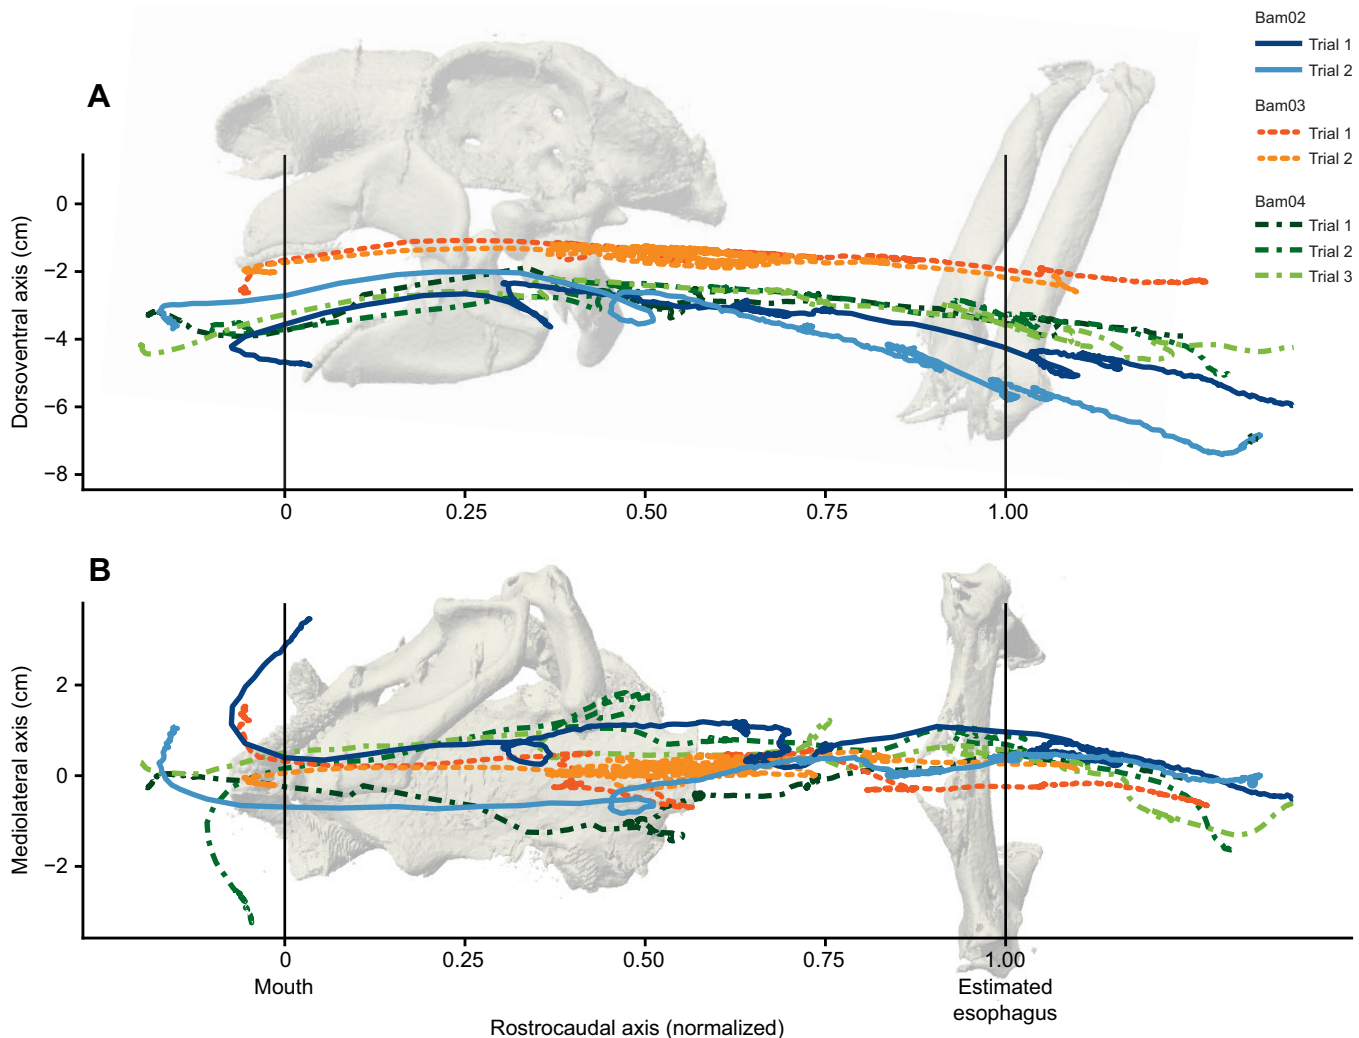 Bam02
Trial 1
Trial 2
Bam03
Trial 1
Trial 2
Bam04
Trial 1
Trial 2
Trial 3
A
Dorsoventral axis (cm)
0
−2
−4
−6
−8
0
0.25
0.50
0.75
1.00
B
Mediolateral axis (cm)
2
0
−2
0
0.25
0.50
0.75
1.00
Mouth
Estimated
esophagus
Rostrocaudal axis (normalized)